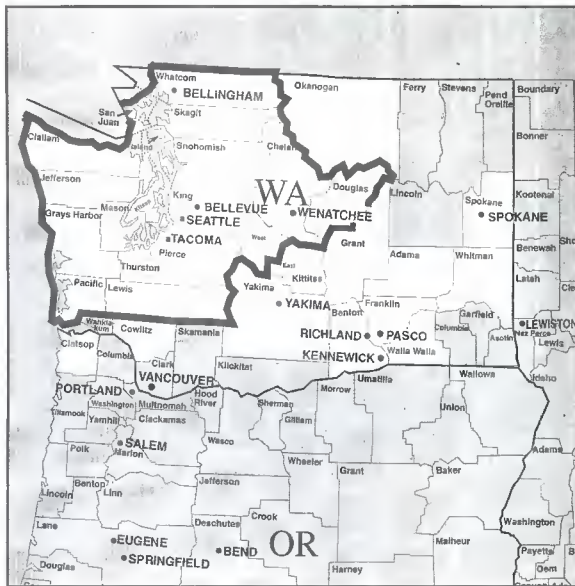 Whatcom
Okanogan
Ferry
Stevens
Pend Oreille
Boundary
BELLINGHAM
San Juan
Skagit
Bonner
Clallam
Snohomish
Chelan
Jefferson
Douglas
Lincoln
Spokane
Kootenai
WA
King
BELLEVUE
WENATCHEE
SPOKANE
Mason
Kitsap
Grays Harbor
SEATTLE
Grant
TACOMA
Pierce
West
Adams
Whitman
Benewah
Thurston
East
Kittitas
Latah
Pacific
Lewis
Yakima
YAKIMA
Franklin
Benton
Garfield
Columbia
Asotin
LEWISTON
Nez Perce
Lewis
Wahkiakum
Cowlitz
Skamania
RICHLAND
PASCO
Walla Walla
KENNEWICK
Clatsop
Columbia
Clark
Klickitat
Idaho
VANCOUVER
Hood River
Morrow
Umatilla
Wallowa
PORTLAND
Washington
Multnomah
Sherman
Gilliam
Union
Tillamook
Yamhill
Clackamas
SALEM
Marion
Wasco
Polk
Wheeler
Grant
Baker
Adams
Lincoln
Benton
Linn
Jefferson
Lane
Deschutes
Crook
Washington
EUGENE
SPRINGFIELD
BEND
OR
Malheur
Payette
Gem
Douglas
Harney